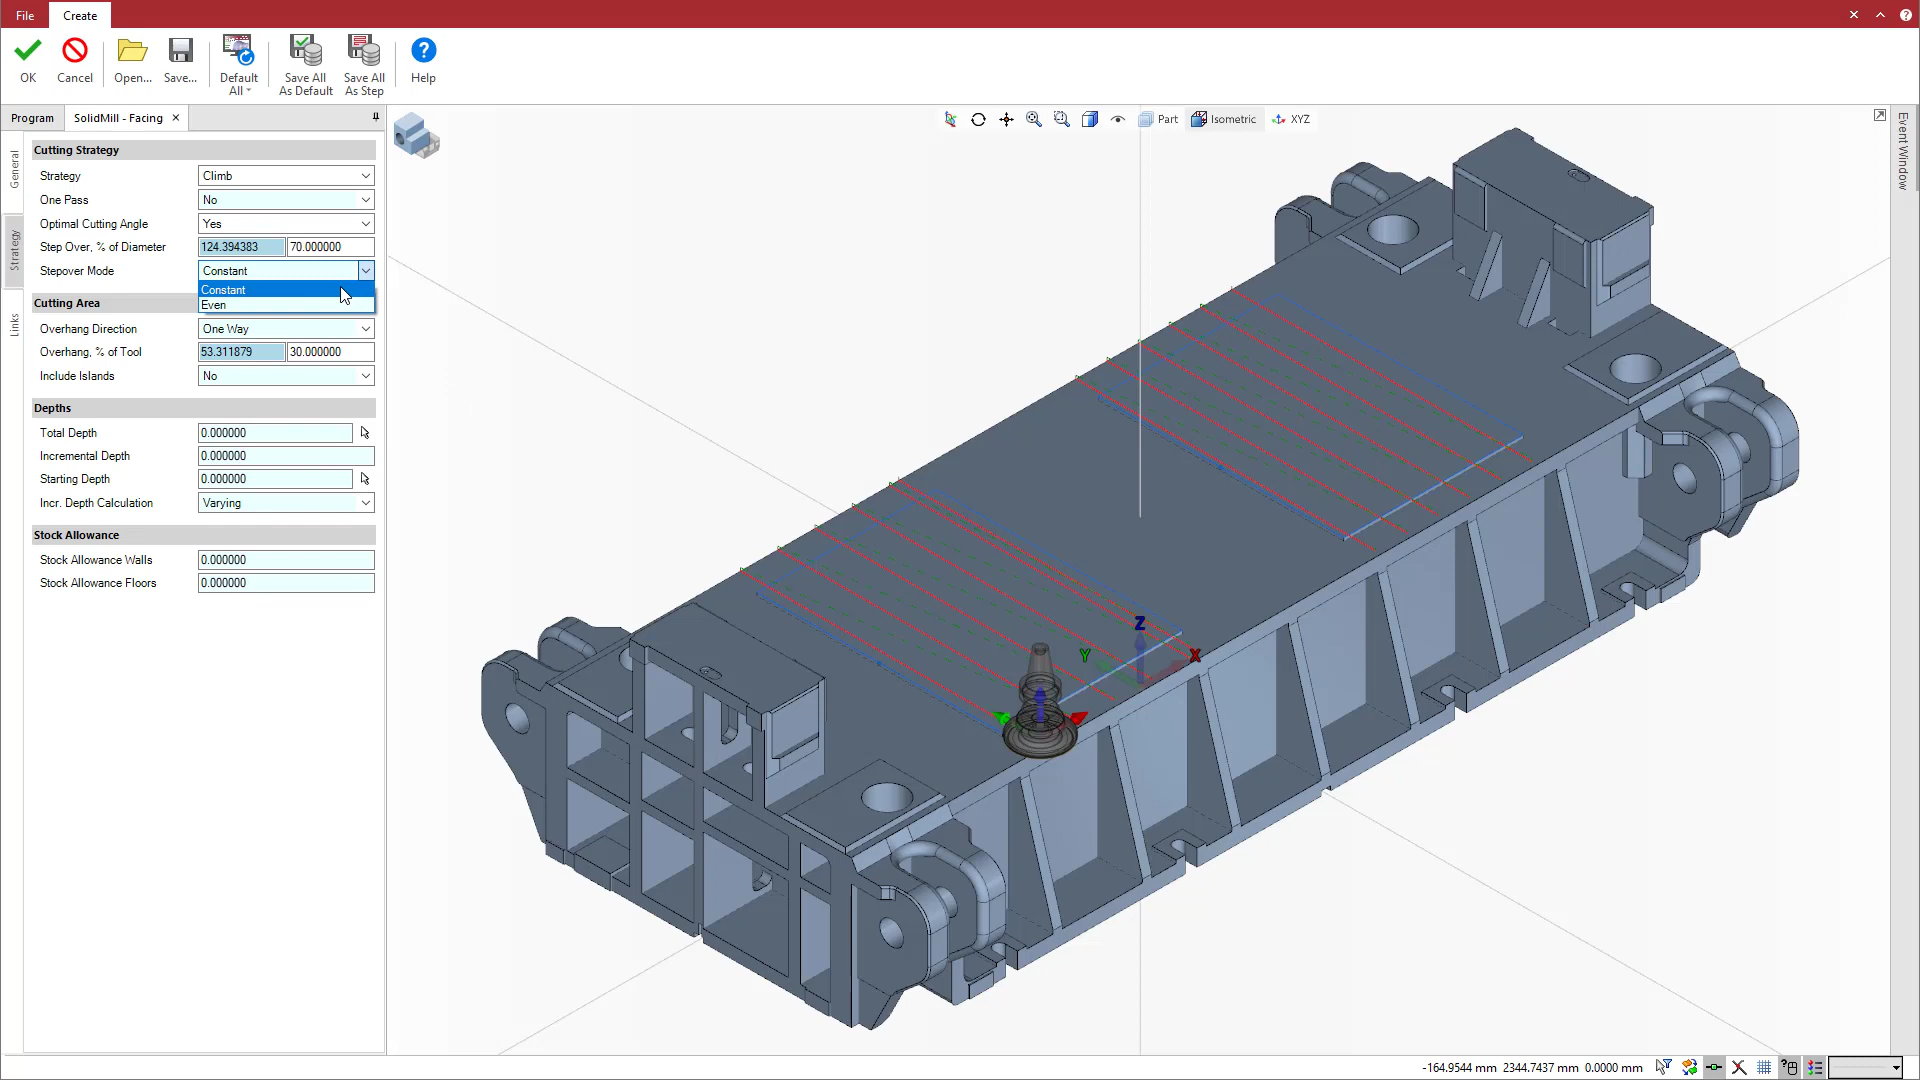 File Create
OK Cancel Open... Save... Default All Save All As Default Save All As Step Help
Program SolidMill - Facing
Part Isometric XYZ
Event Window
General
Strategy
Links
Cutting Strategy
Strategy Climb
One Pass No
Optimal Cutting Angle Yes
Step Over, % of Diameter 124.394383 70.000000
Stepover Mode Constant
Constant
Even
Cutting Area
Overhang Direction One Way
Overhang, % of Tool 53.311879 30.000000
Include Islands No
Depths
Total Depth 0.000000
Incremental Depth 0.000000
Starting Depth 0.000000
Incr. Depth Calculation Varying
Stock Allowance
Stock Allowance Walls 0.000000
Stock Allowance Floors 0.000000
Z
Y X
-164.9544 mm 2344.7437 mm 0.0000 mm